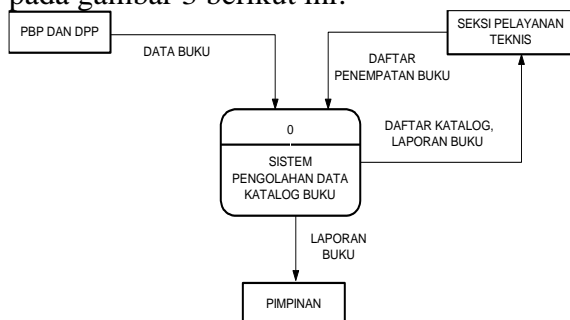 pada gambar 3 berikut ini:
PBP DAN DPP
DATA BUKU
SEKSI PELAYANAN
TEKNIS
DAFTAR
PENEMPATAN BUKU
0
SISTEM
PENGOLAHAN DATA
KATALOG BUKU
DAFTAR KATALOG,
LAPORAN BUKU
LAPORAN
BUKU
PIMPINAN